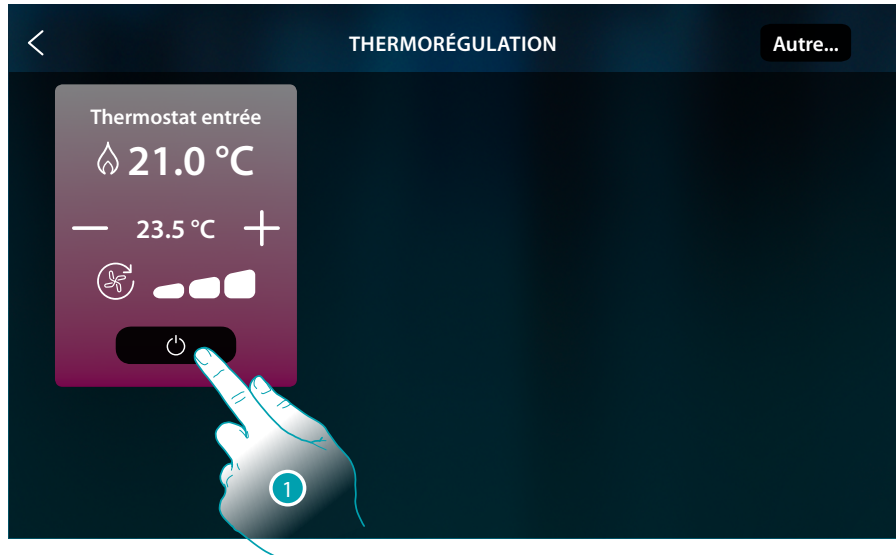 THERMORÉGULATION
Autre...
Thermostat entrée
21.0 °C
23.5 °C
1